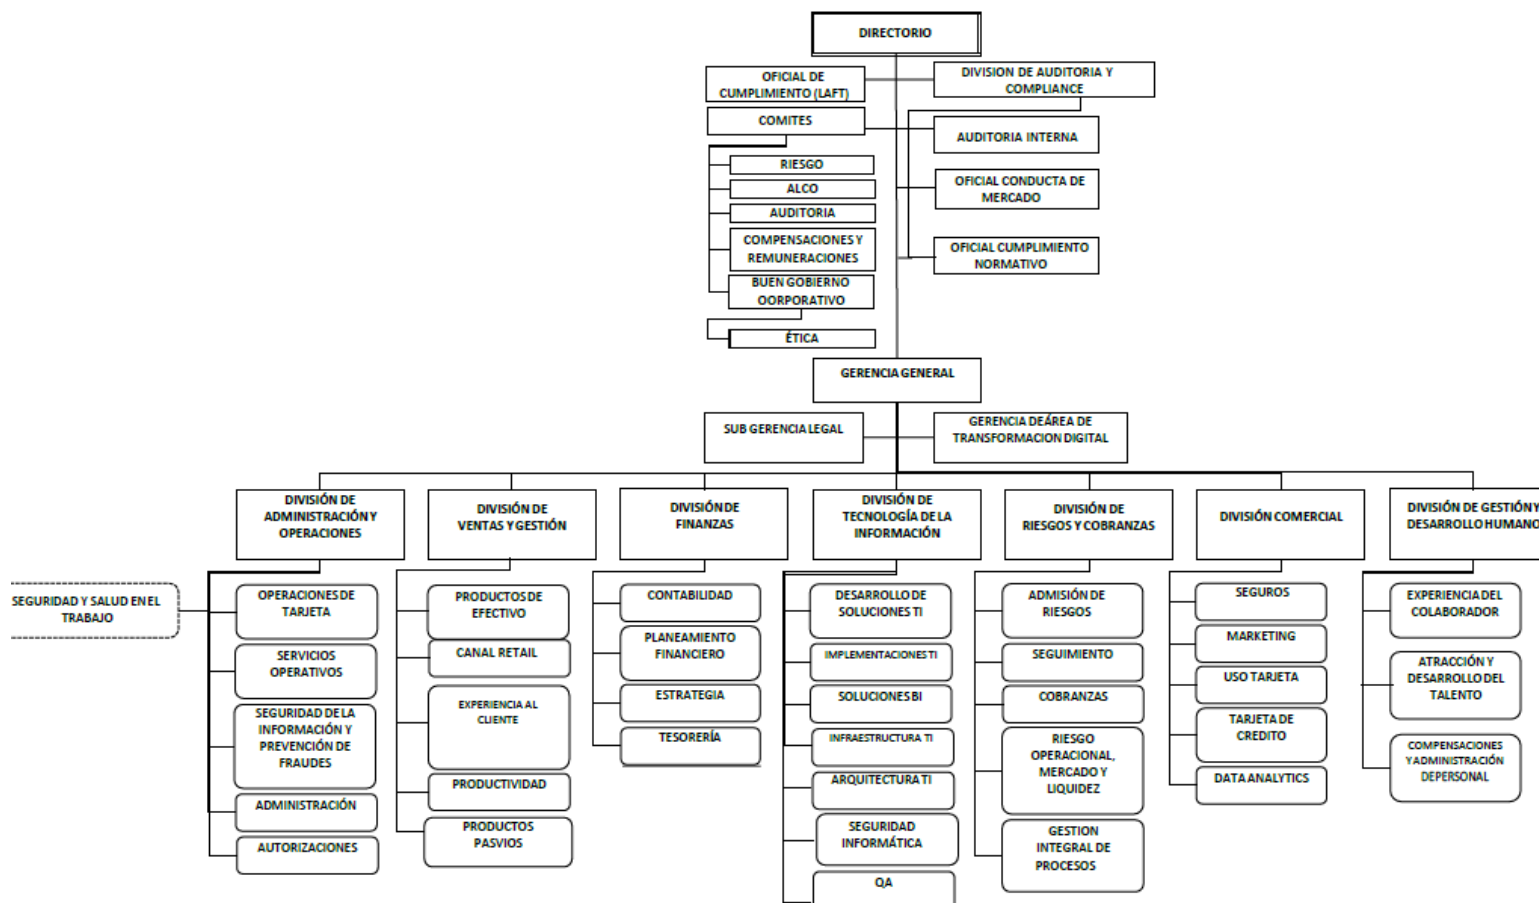 DIRECTORIO
OFICIAL DE
CUMPLIMIENTO (LAFT)
DIVISION DE AUDITORIA Y
COMPLIANCE
COMITES
AUDITORIA INTERNA
RIESGO
ALCO
AUDITORIA
COMPENSACIONES Y
REMUNERACIONES
BUEN GOBIERNO
OORPORATIVO
ÉTICA
OFICIAL CONDUCTA DE
MERCADO
OFICIAL CUMPLIMIENTO
NORMATIVO
GERENCIA GENERAL
SUB GERENCIA LEGAL
GERENCIA DEÁREA DE
TRANSFORMACION DIGITAL
DIVISIÓN DE
ADMINISTRACIÓN Y
OPERACIONES
DIVISIÓN DE
VENTAS Y GESTIÓN
DIVISIÓN DE
FINANZAS
DIVISIÓN DE
TECNOLOGÍA DE LA
INFORMACIÓN
DIVISIÓN DE
RIESGOS Y COBRANZAS
DIVISIÓN COMERCIAL
DIVISIÓN DE GESTIÓN Y
DESARROLLO HUMANO
SEGURIDAD Y SALUD EN EL
TRABAJO
OPERACIONES DE
TARJETA
SERVICIOS
OPERATIVOS
SEGURIDAD DE LA
INFORMACIÓN Y
PREVENCIÓN DE
FRAUDES
ADMINISTRACIÓN
AUTORIZACIONES
PRODUCTOS DE
EFECTIVO
CANAL RETAIL
EXPERIENCIA AL
CLIENTE
PRODUCTIVIDAD
PRODUCTOS
PASVIOS
CONTABILIDAD
PLANEAMIENTO
FINANCIERO
ESTRATEGIA
TESORERÍA
DESARROLLO DE
SOLUCIONES TI
IMPLEMENTACIONES TI
SOLUCIONES BI
INFRAESTRUCTURA TI
ARQUITECTURA TI
SEGURIDAD
INFORMÁTICA
QA
ADMISIÓN DE
RIESGOS
SEGUIMIENTO
COBRANZAS
RIESGO
OPERACIONAL,
MERCADO Y
LIQUIDEZ
GESTION
INTEGRAL DE
PROCESOS
SEGUROS
MARKETING
USO TARJETA
TARJETA DE
CREDITO
DATA ANALYTICS
EXPERIENCIA DEL
COLABORADOR
ATRACCIÓN Y
DESARROLLO DEL
TALENTO
COMPENSACIONES
Y ADMINISTRACIÓN
DEPERSONAL